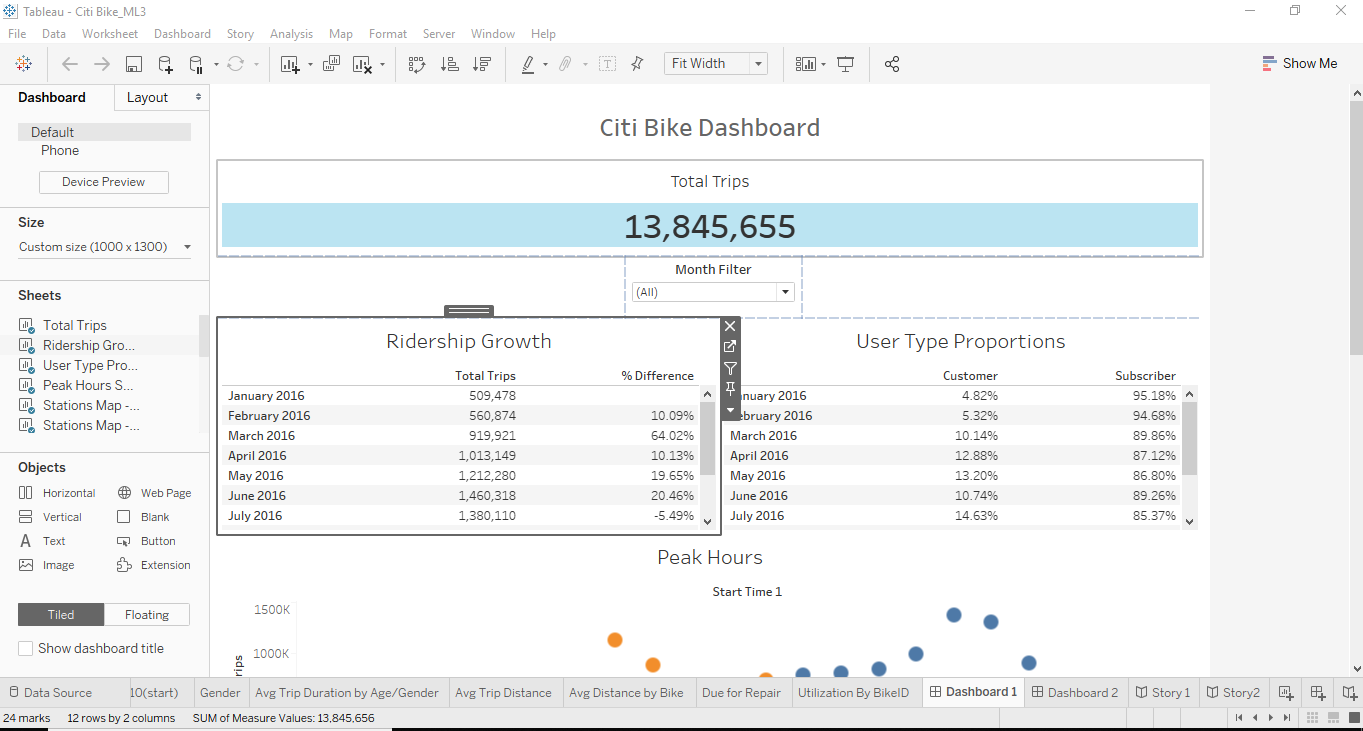 Tableau - Citi Bike_ML3
File Data Worksheet Dashboard Story Analysis Map Format Server Window Help
Fit Width
Show Me
Dashboard
Layout
Default
Phone
Device Preview
Size
Custom size (1000 x 1300)
Sheets
Total Trips
Ridership Gro...
User Type Pro...
Peak Hours S...
Stations Map -...
Stations Map -...
Objects
Horizontal Web Page
Vertical Blank
Text Button
Image Extension
Tiled Floating
Show dashboard title
Citi Bike Dashboard
Total Trips
13,845,655
Month Filter
(All)
Ridership Growth
Total Trips % Difference
January 2016 509,478
February 2016 560,874 10.09%
March 2016 919,921 64.02%
April 2016 1,013,149 10.13%
May 2016 1,212,280 19.65%
June 2016 1,460,318 20.46%
July 2016 1,380,110 -5.49%
User Type Proportions
Customer Subscriber
anuary 2016 4.82% 95.18%
ebruary 2016 5.32% 94.68%
March 2016 10.14% 89.86%
April 2016 12.88% 87.12%
May 2016 13.20% 86.80%
June 2016 10.74% 89.26%
July 2016 14.63% 85.37%
Peak Hours
Start Time 1
1500K
1000K
rips
Data Source 10(start) Gender Avg Trip Duration by Age/Gender Avg Trip Distance Avg Distance by Bike Due for Repair Utilization By BikeID Dashboard 1 Dashboard 2 Story 1 Story2
24 marks 12 rows by 2 columns SUM of Measure Values: 13,845,656